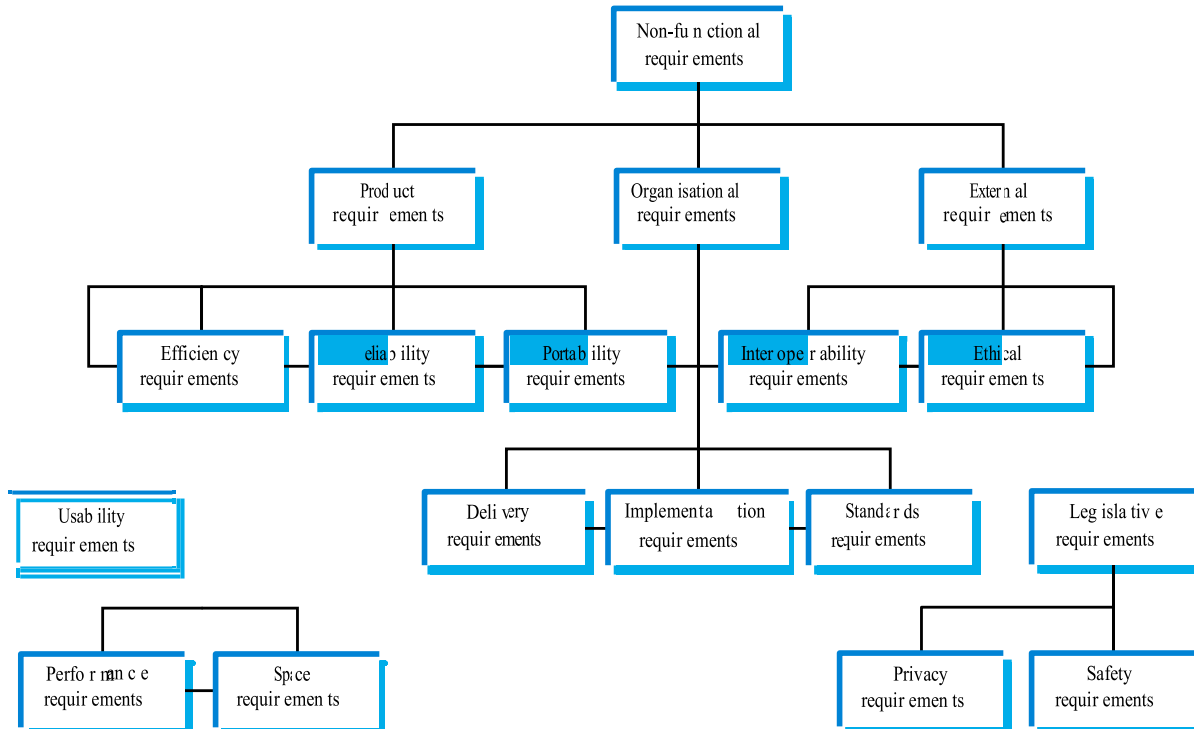 Non-functional
requirements
Product
requirements
Organisational
requirements
External
requirements
Efficiency
requirements
eliability
requirements
Portability
requirements
Interoperability
requirements
Ethical
requirements
Usability
requirements
Delivery
requirements
Implementation
requirements
Standards
requirements
Legislative
requirements
Performance
requirements
Space
requirements
Privacy
requirements
Safety
requirements